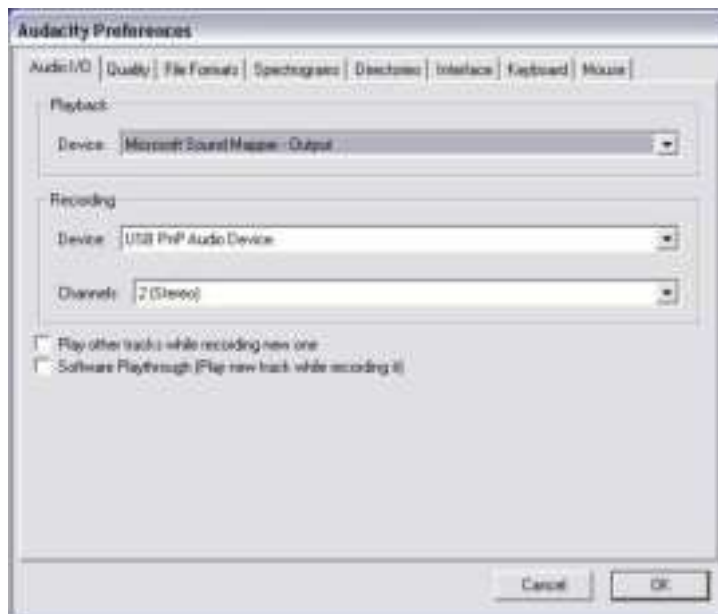 Audacity Preferences
Audio I/O Quality File Formats Spectrograms Directories Interface Keyboard Mouse
Playback
Device: Microsoft Sound Mapper - Output
Recording
Device: USB PnP Audio Device
Channels: 2 (Stereo)
Play other tracks while recording new one
Software Playthrough (Play new track while recording it)
Cancel OK